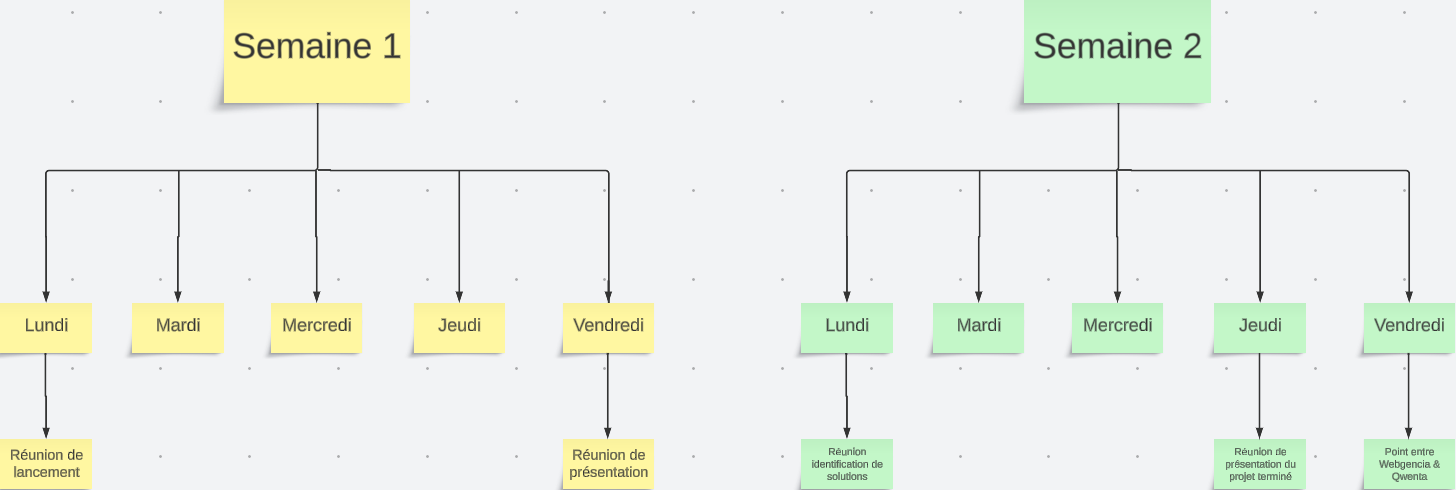 Semaine 1
Semaine 2
Lundi
Mardi
Mercredi
Jeudi
Vendredi
Lundi
Mardi
Mercredi
Jeudi
Vendredi
Réunion de
lancement
Réunion de
présentation
Réunion
identification de
solutions
Réunion de
présentation du
projet terminé
Point entre
Webgencia &
Qwenta